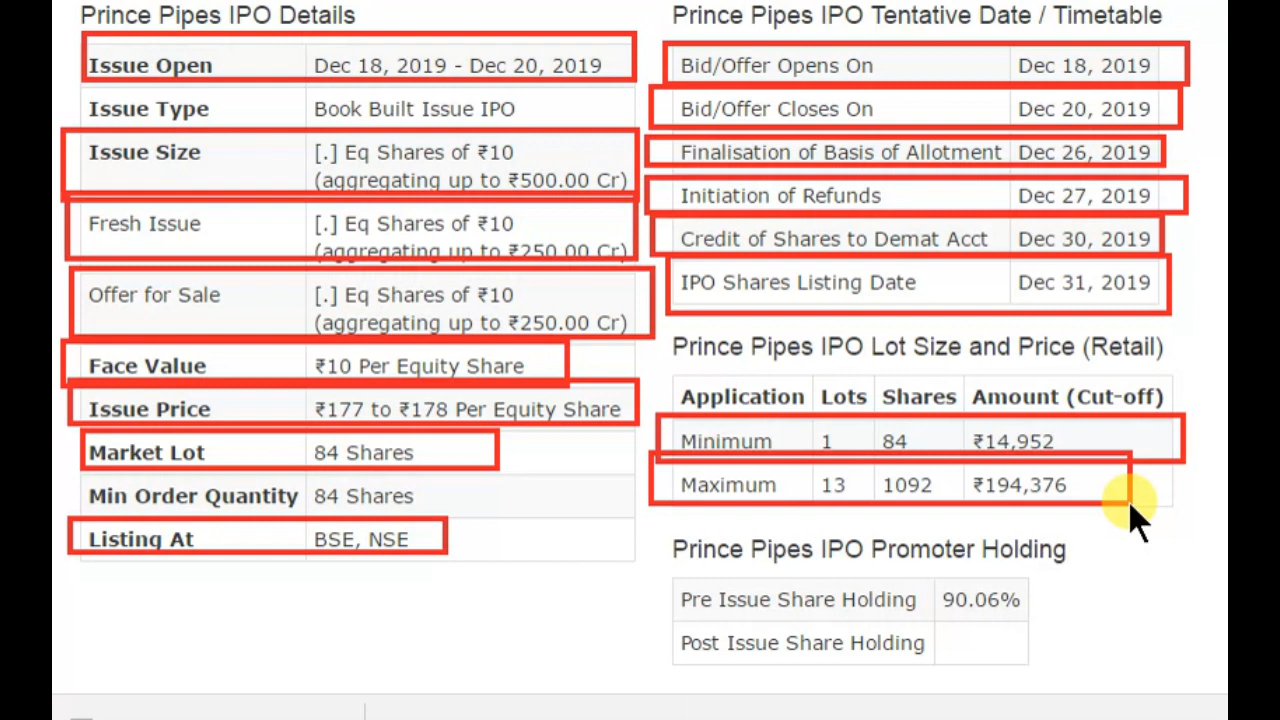 Prince Pipes IPO Details
Issue Open Dec 18, 2019 - Dec 20, 2019
Issue Type Book Built Issue IPO
Issue Size [.] Eq Shares of ₹10
(aggregating up to ₹500.00 Cr)
Fresh Issue [.] Eq Shares of ₹10
(aggregating up to ₹250.00 Cr)
Offer for Sale [.] Eq Shares of ₹10
(aggregating up to ₹250.00 Cr)
Face Value ₹10 Per Equity Share
Issue Price ₹177 to ₹178 Per Equity Share
Market Lot 84 Shares
Min Order Quantity 84 Shares
Listing At BSE, NSE
Prince Pipes IPO Tentative Date / Timetable
Bid/Offer Opens On Dec 18, 2019
Bid/Offer Closes On Dec 20, 2019
Finalisation of Basis of Allotment Dec 26, 2019
Initiation of Refunds Dec 27, 2019
Credit of Shares to Demat Acct Dec 30, 2019
IPO Shares Listing Date Dec 31, 2019
Prince Pipes IPO Lot Size and Price (Retail)
Application Lots Shares Amount (Cut-off)
Minimum 1 84 ₹14,952
Maximum 13 1092 ₹194,376
Prince Pipes IPO Promoter Holding
Pre Issue Share Holding 90.06%
Post Issue Share Holding